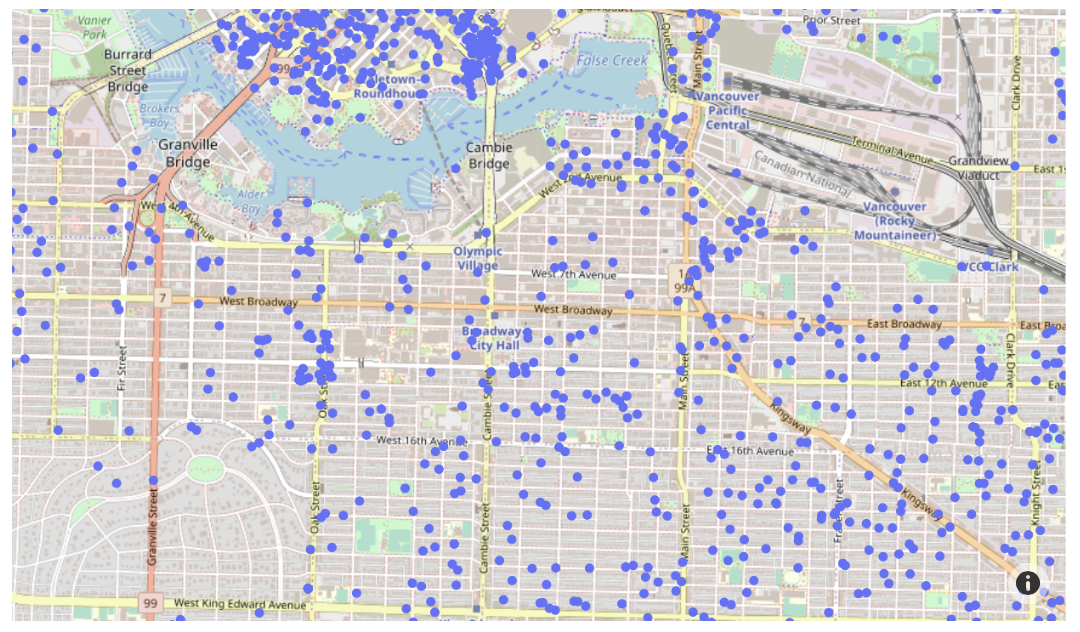 Vanier
Park
Prior Street
Burrard
Street
Bridge
99
Quebec Street
Main Street
False Creek
Roundhouse
Clark Drive
Brokers
Bay
Vancouver
Pacific
Central
Granville
Bridge
Cambie
Bridge
Terminal Avenue
Grandview
Viaduct
Canadian National
East 1s
West 2nd Avenue
Alder
Bay
West 4th Avenue
Vancouver
(Rocky
Mountaineer)
Olympic
Village
VCC Clark
West 7th Avenue
1A
99A
7
West Broadway
West Broadway
7
East Broadway
East Broa
Broadway
City Hall
Fir Street
Oak Street
Cambie Street
Main Street
Clark Drive
East 12th Avenue
Eas
Kingsway
West 16th Avenue
East 16th Avenue
Granville Street
Oak Street
Cambie Street
Main Street
Fraser Street
Kingsway
Knight Street
99
West King Edward Avenue